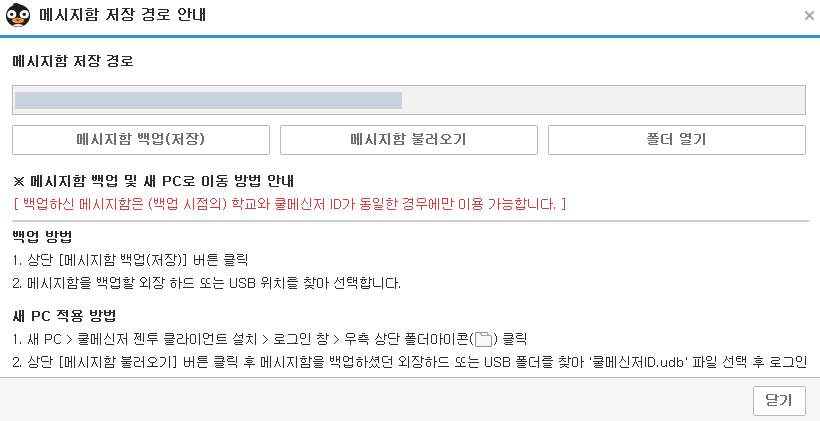 메시지함 저장 경로 안내
메시지함 저장 경로
메시지함 백업(저장) 메시지함 불러오기 폴더 열기
※ 메시지함 백업 및 새 PC로 이동 방법 안내
[ 백업하신 메시지함은 (백업 시점의) 학교와 쿨메신저 ID가 동일한 경우에만 이용 가능합니다. ]
백업 방법
1. 상단 [메시지함 백업(저장)] 버튼 클릭
2. 메시지함을 백업할 외장 하드 또는 USB 위치를 찾아 선택합니다.
새 PC 적용 방법
1. 새 PC > 쿨메신저 젠투 클라이언트 설치 > 로그인 창 > 우측 상단 폴더아이콘( ) 클릭
2. 상단 [메시지함 불러오기] 버튼 클릭 후 메시지함을 백업하셨던 외장하드 또는 USB 폴더를 찾아 '쿨메신저ID.udb' 파일 선택 후 로그인
닫기